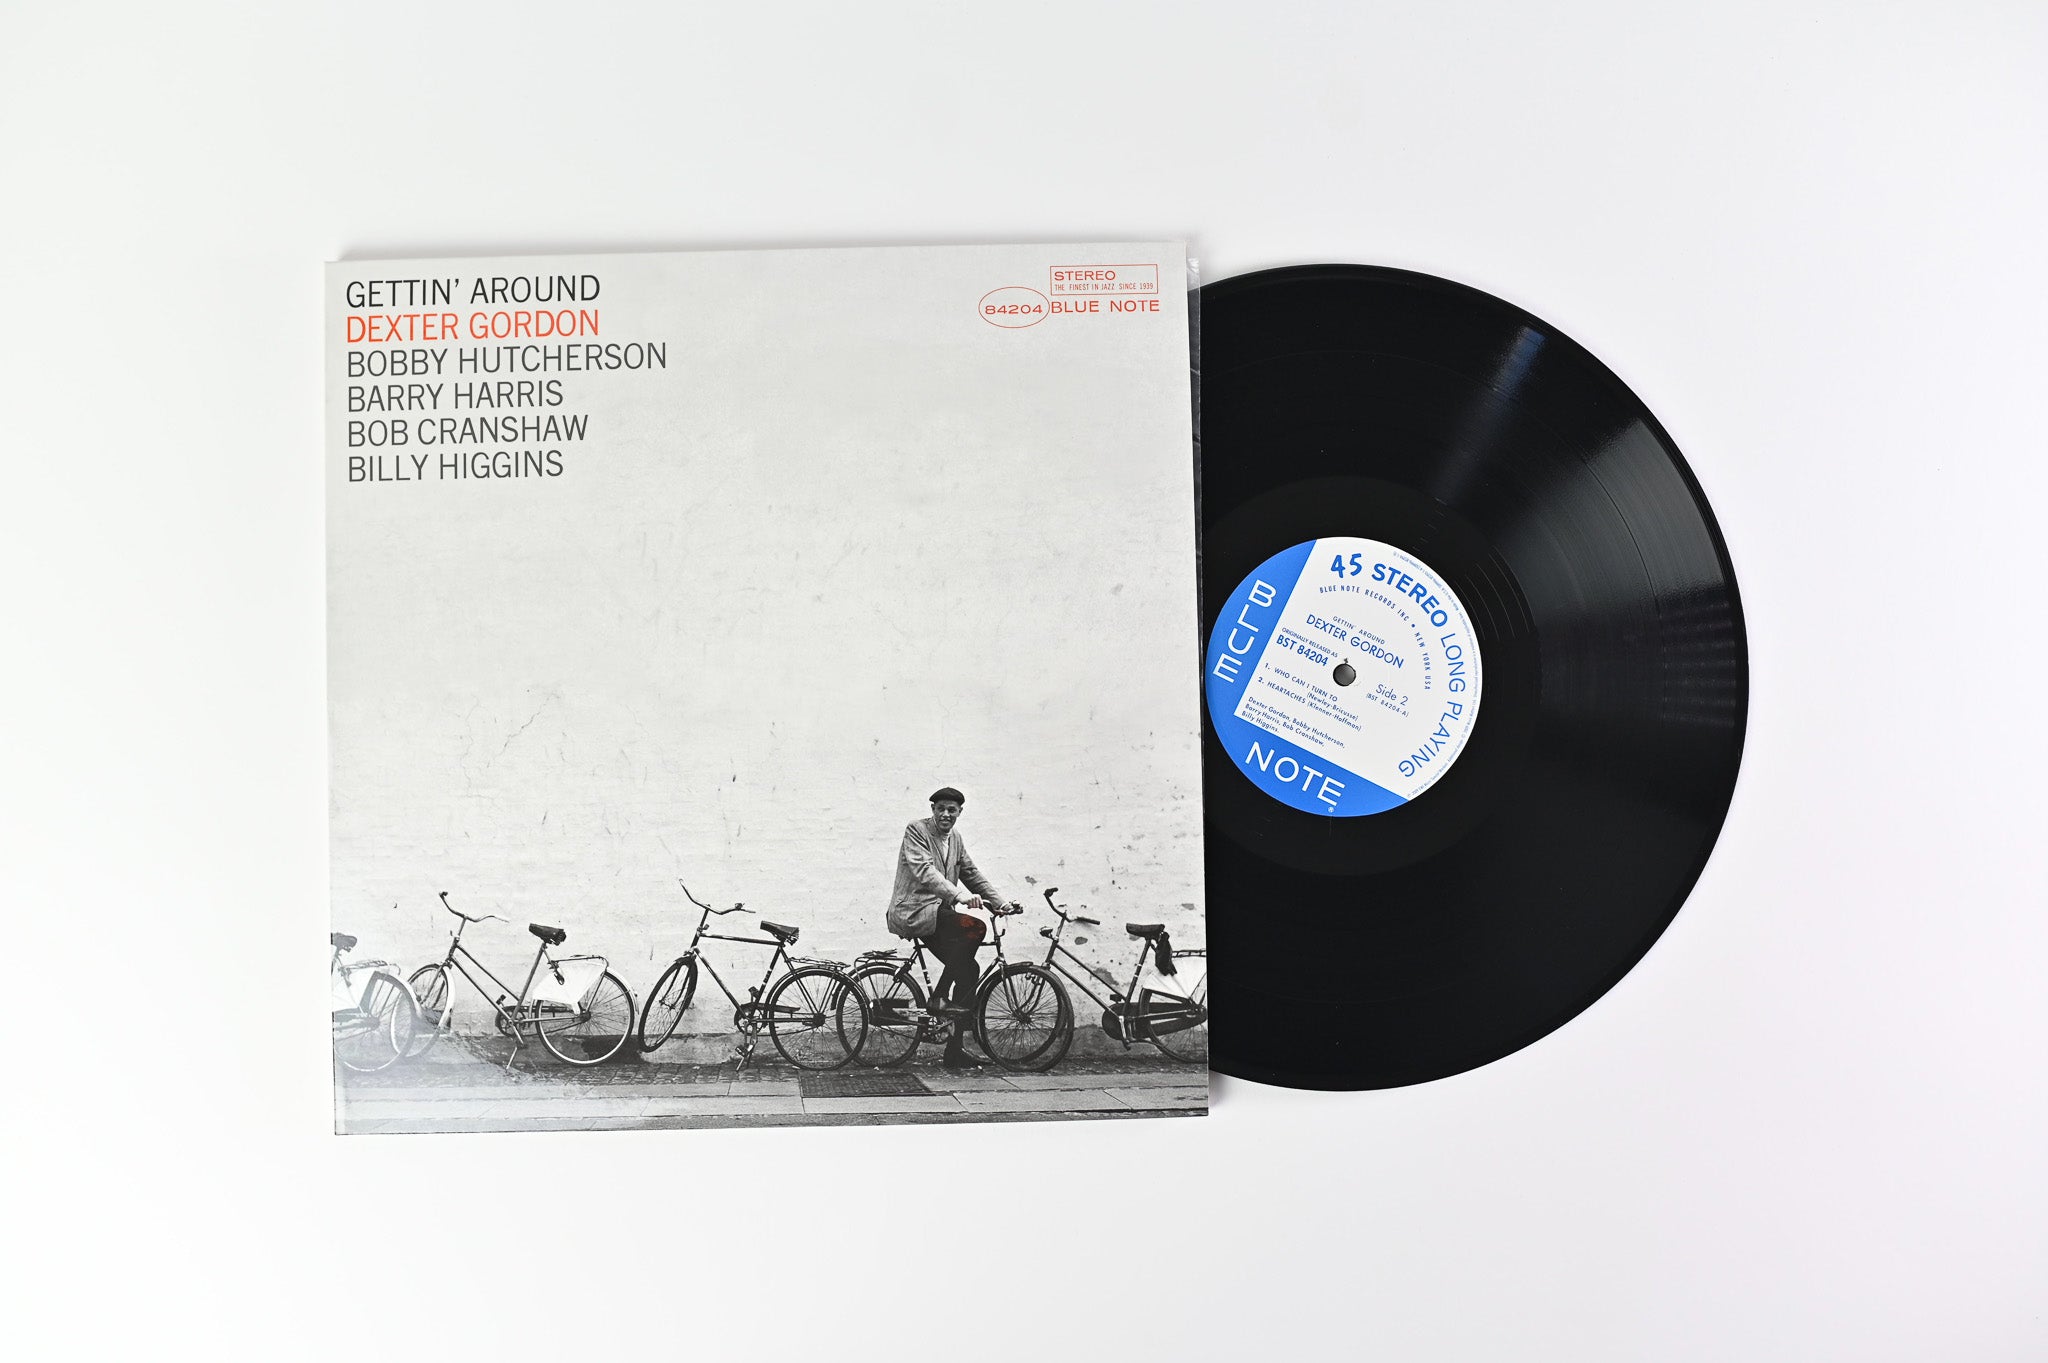 GETTIN' AROUND
DEXTER GORDON
BOBBY HUTCHERSON
BARRY HARRIS
BOB CRANSHAW
BILLY HIGGINS
STEREO
THE FINEST IN JAZZ SINCE 1939
84204 BLUE NOTE
45 STEREO LONG PLAYING
BLUE NOTE RECORDS INC • NEW YORK USA
GETTIN' AROUND
DEXTER GORDON
ORIGINALLY RELEASED AS
BST 84204
Side 2
(BST 84204-A)
1. WHO CAN I TURN TO
(Newley-Bricusse)
2. HEARTACHES (Klenner-Hoffman)
Dexter Gordon, Bobby Hutcherson,
Barry Harris, Bob Cranshaw,
Billy Higgins.
BLUE
NOTE®